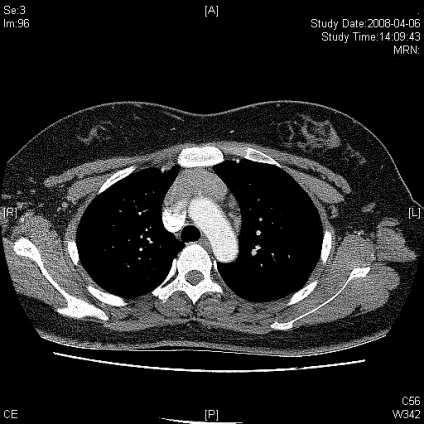 Se:3
Im:96
[A]
Study Date:2008-04-06
Study Time:14:09:43
MRN:
[R]
[L]
CE
[P]
C56
W342